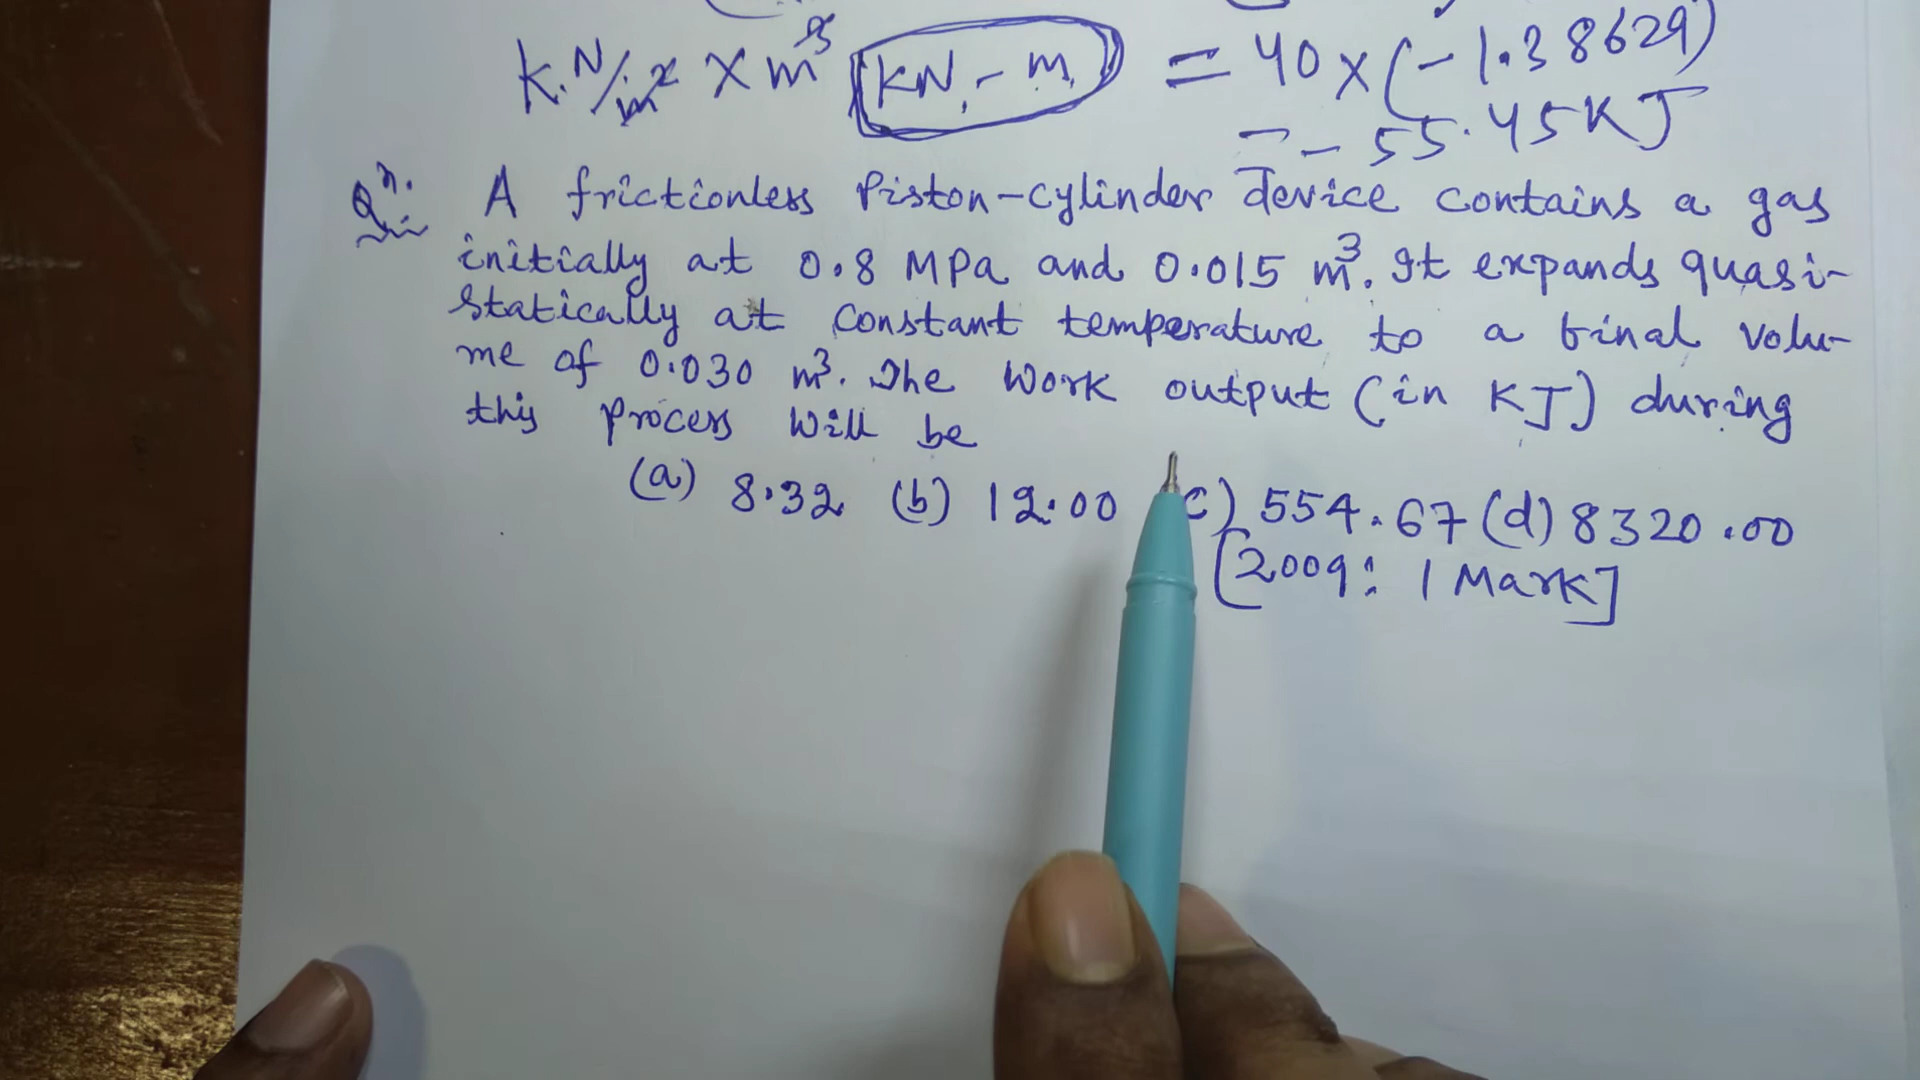 K.N/m² × m³ KN-m = 40 × (-1.38629)
= -55.45KJ
Qn. A frictionless Piston-cylinder Device contains a gas
initially at 0.8 MPa and 0.015 m³. It expands quasi-
statically at constant temperature to a final volu-
me of 0.030 m³. The Work output (in KJ) during
this process will be
(a) 8.32 (b) 12.00 (c) 554.67 (d) 8320.00
[2009: 1 Mark]